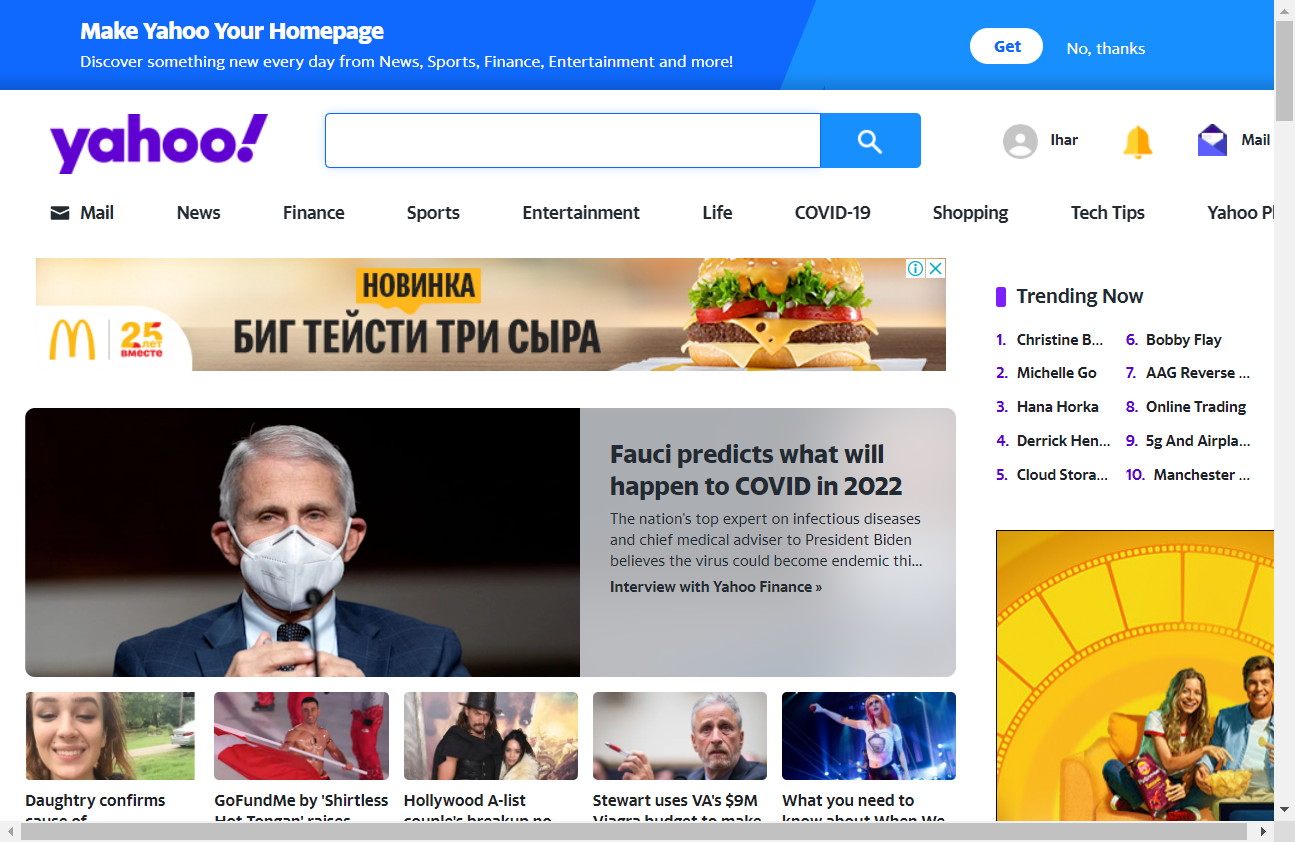 Make Yahoo Your Homepage
Discover something new every day from News, Sports, Finance, Entertainment and more!
Get
No, thanks
yahoo!
Ihar
Mail
Mail
News
Finance
Sports
Entertainment
Life
COVID-19
Shopping
Tech Tips
Yahoo Pl
НОВИНКА
БИГ ТЕЙСТИ ТРИ СЫРА
25
лет
вместе
Trending Now
1. Christine B...
2. Michelle Go
3. Hana Horka
4. Derrick Hen...
5. Cloud Stora...
6. Bobby Flay
7. AAG Reverse ...
8. Online Trading
9. 5g And Airpla...
10. Manchester ...
Fauci predicts what will
happen to COVID in 2022
The nation's top expert on infectious diseases
and chief medical adviser to President Biden
believes the virus could become endemic thi...
Interview with Yahoo Finance »
Daughtry confirms
cause of
GoFundMe by 'Shirtless
Hot Tongan' raises
Hollywood A-list
couple's breakup no
Stewart uses VA's $9M
Viagra budget to make
What you need to
know about When We